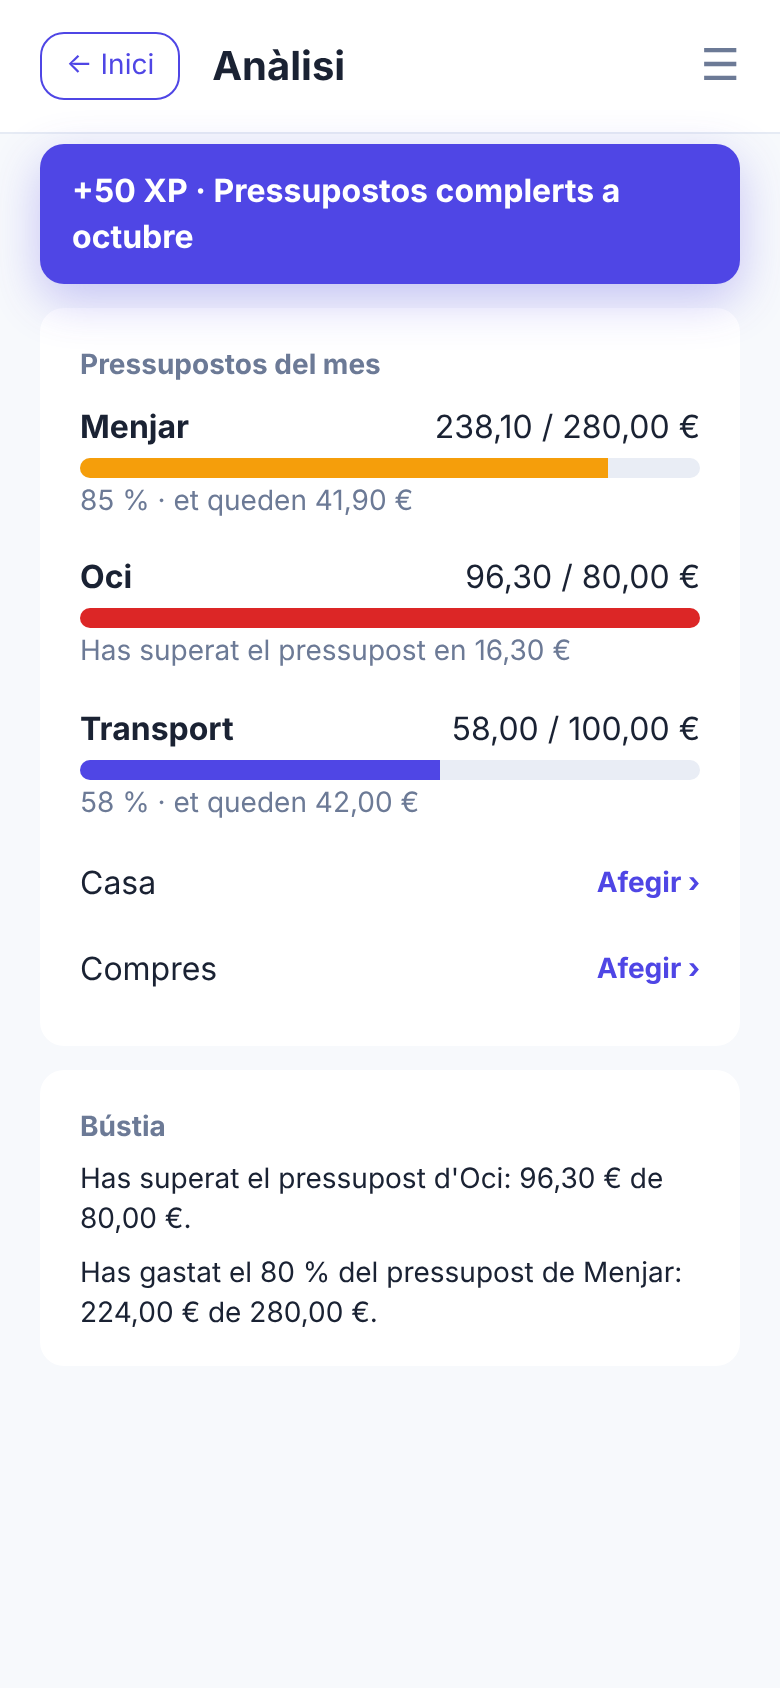 ← Inici
Anàlisi
☰
+50 XP · Pressupostos complerts a
octubre
Pressupostos del mes
Menjar 238,10 / 280,00 €
85 % · et queden 41,90 €
Oci 96,30 / 80,00 €
Has superat el pressupost en 16,30 €
Transport 58,00 / 100,00 €
58 % · et queden 42,00 €
Casa Afegir ›
Compres Afegir ›
Bústia
Has superat el pressupost d'Oci: 96,30 € de
80,00 €.
Has gastat el 80 % del pressupost de Menjar:
224,00 € de 280,00 €.